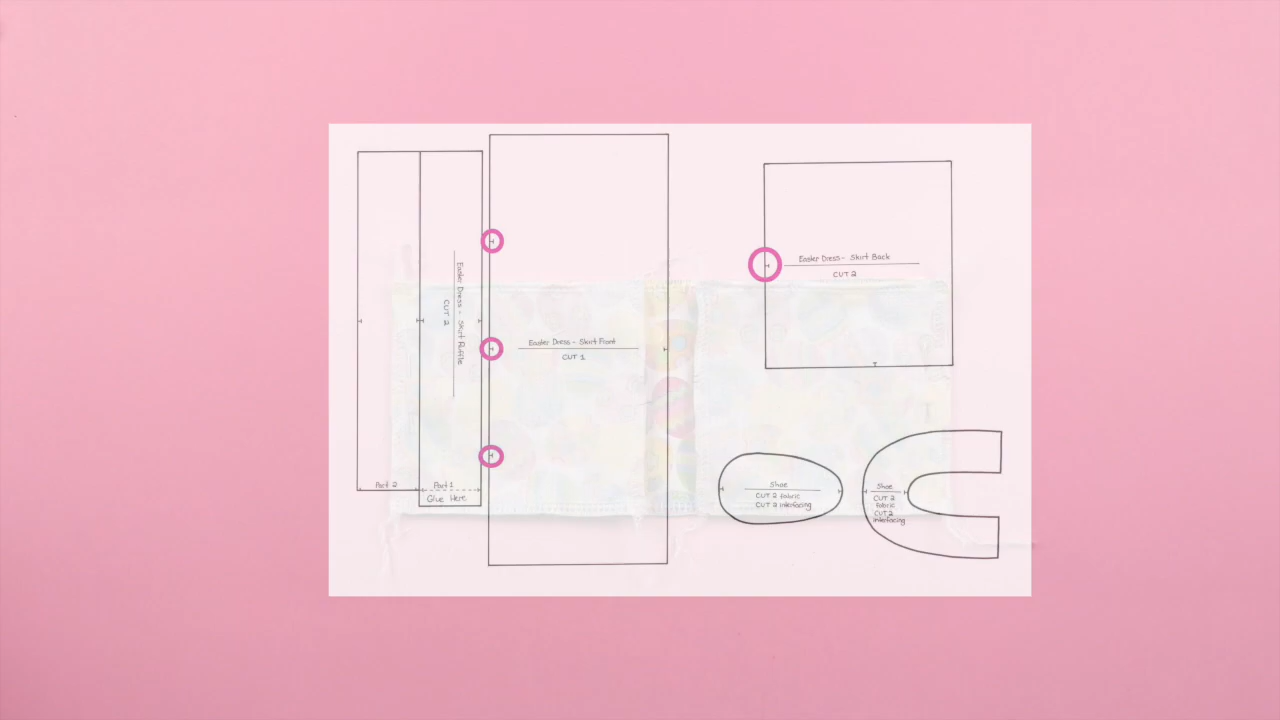 Easter Dress - Skirt Ruffle
CUT 2
Part 2
Part 1
Glue Here
Easter Dress - Skirt Front
CUT 1
Easter Dress - Skirt Back
CUT 2
Shoe
CUT 2 fabric
CUT 2 interfacing
Shoe
CUT 2
fabric
CUT 2
interfacing